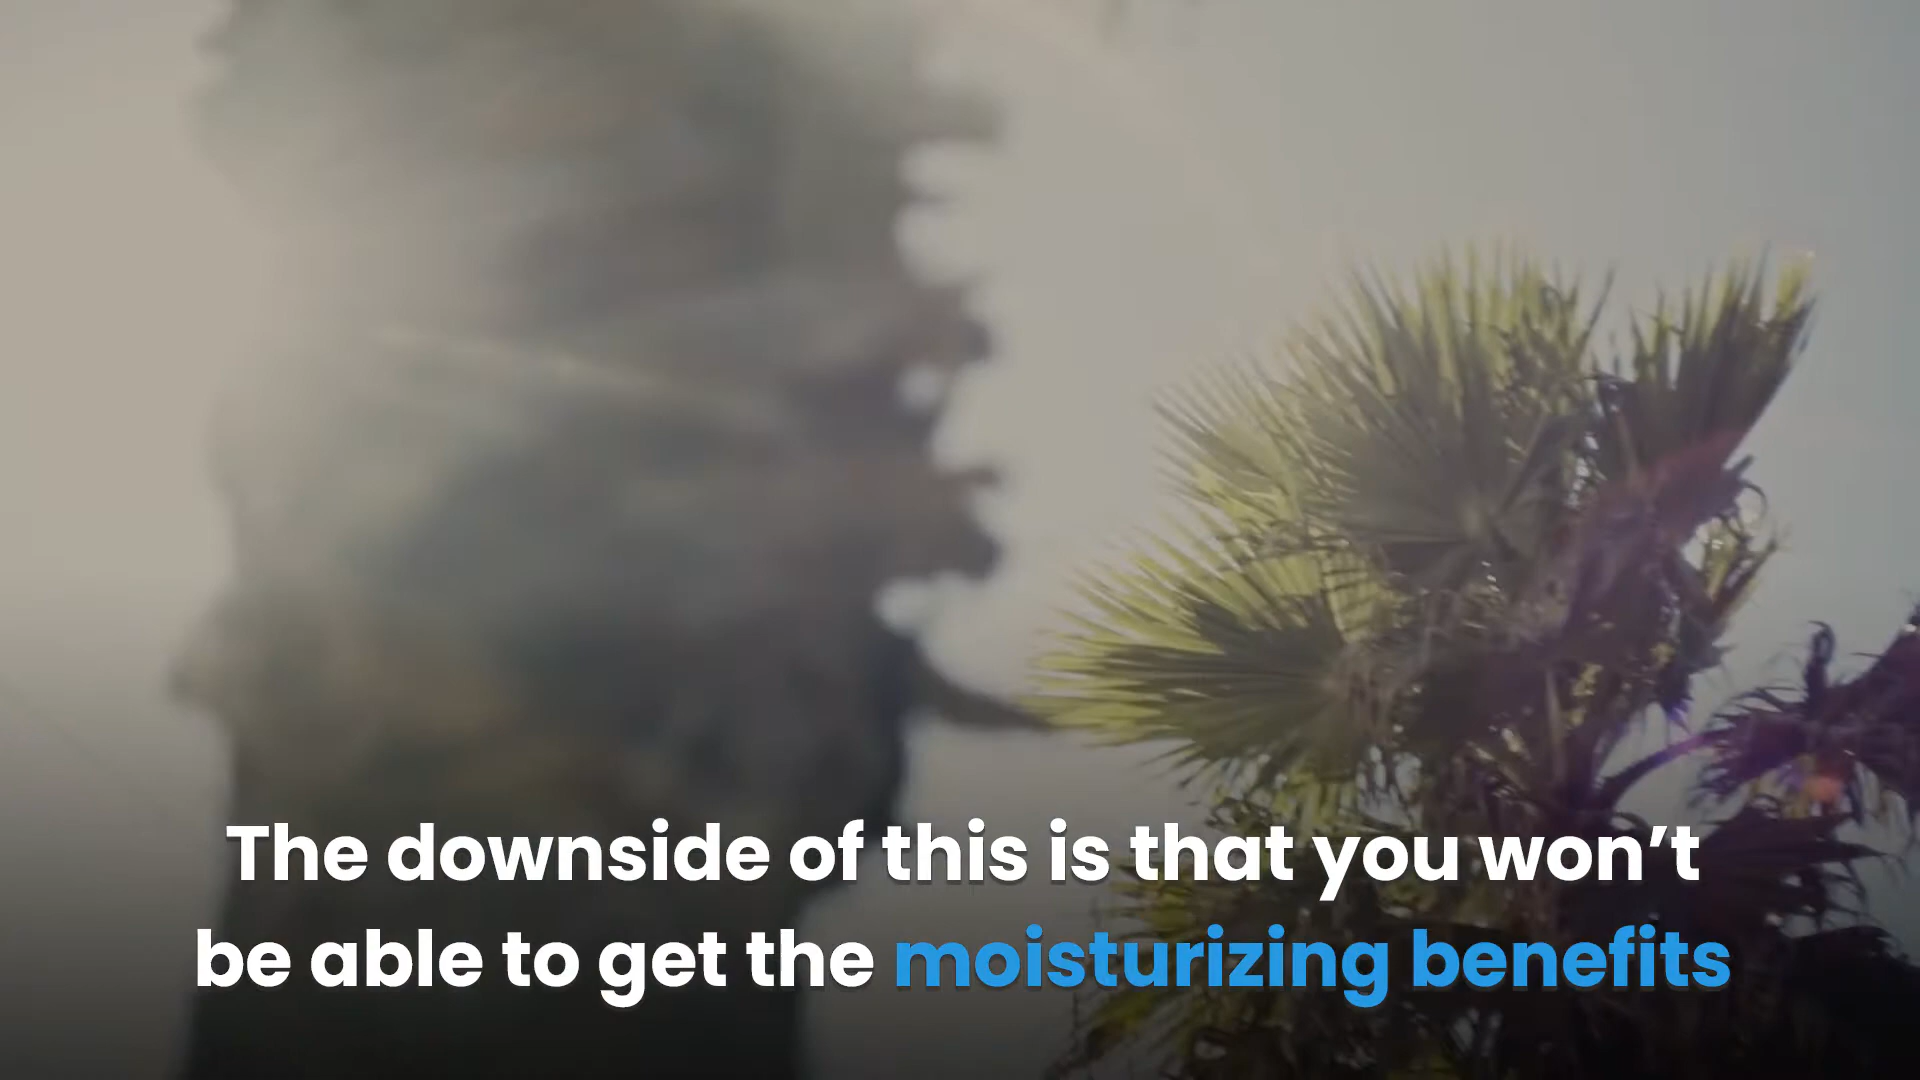 The downside of this is that you won’t
be able to get the moisturizing benefits